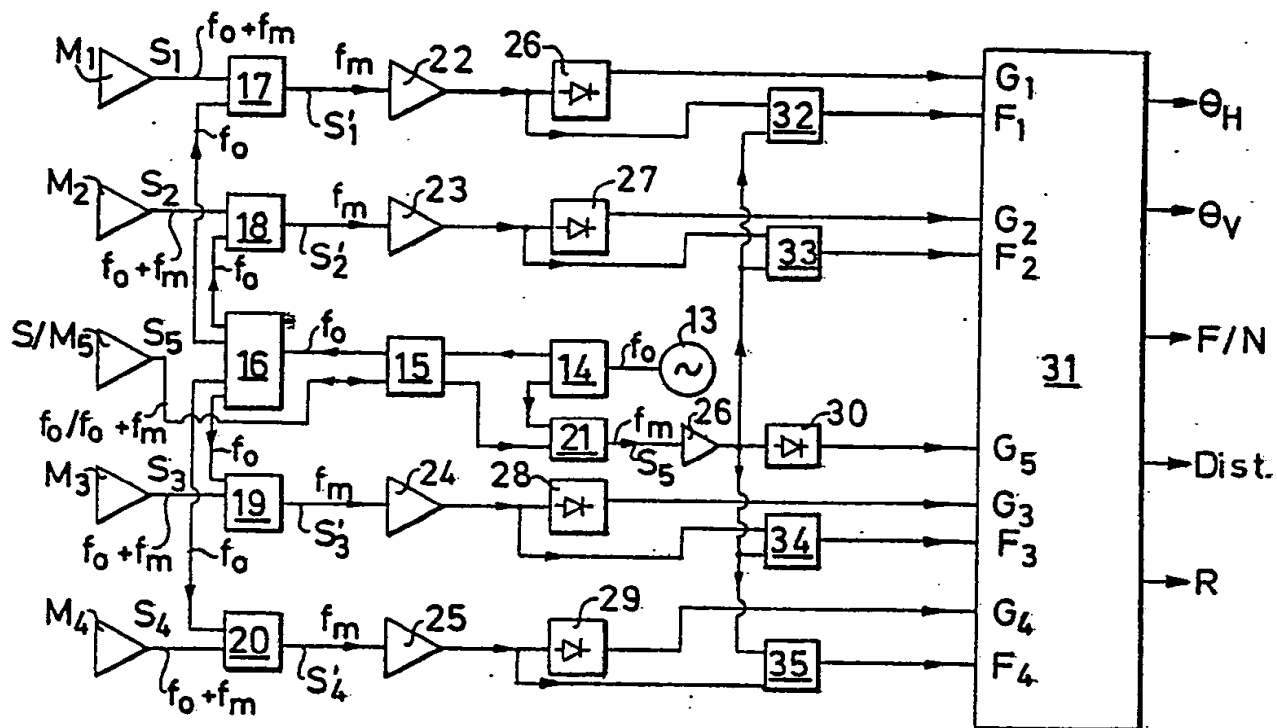 M1 S1 f0+fm 17 fm 22 26 G1
f0 S'1 32 F1 θH
M2 S2 18 fm 23 27 G2 θV
f0+fm f0 S'2 33 F2
S/M5 S5 16 f0 15 14 f0 13 31 F/N
f0/f0+fm 21 fm 26 30
f0 S5 G5
M3 S3 19 fm 24 28 G3 Dist.
f0+fm f0 S'3 34 F3
M4 S4 20 fm 25 29 G4 R
f0+fm S'4 35 F4